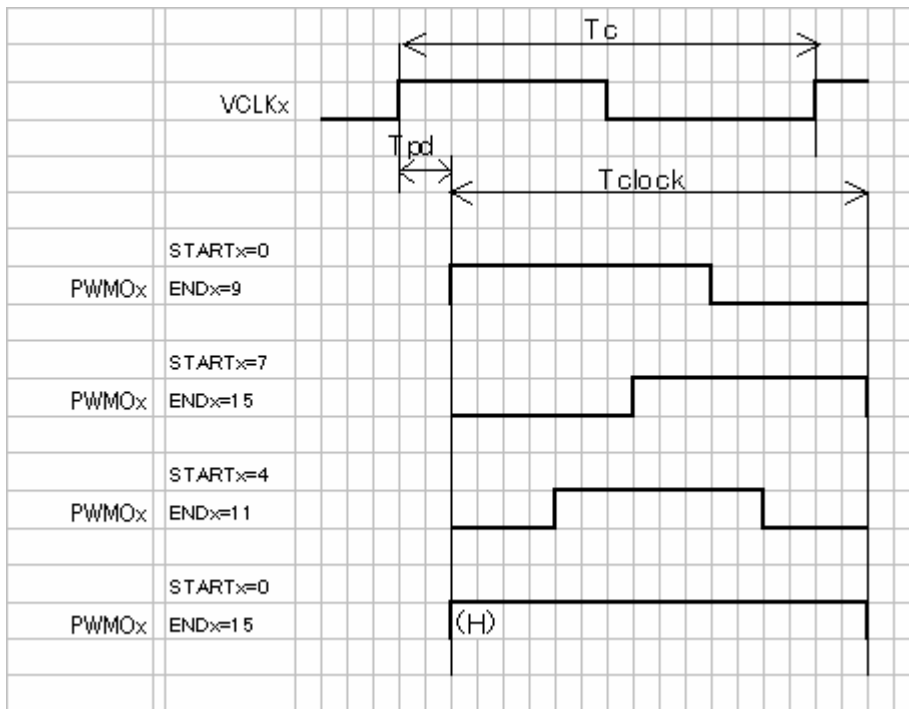 Tc
VCLKx
Tpd
Tclock
STARTx=0
PWMOx ENDx=9
STARTx=7
PWMOx ENDx=15
STARTx=4
PWMOx ENDx=11
STARTx=0
PWMOx ENDx=15 (H)